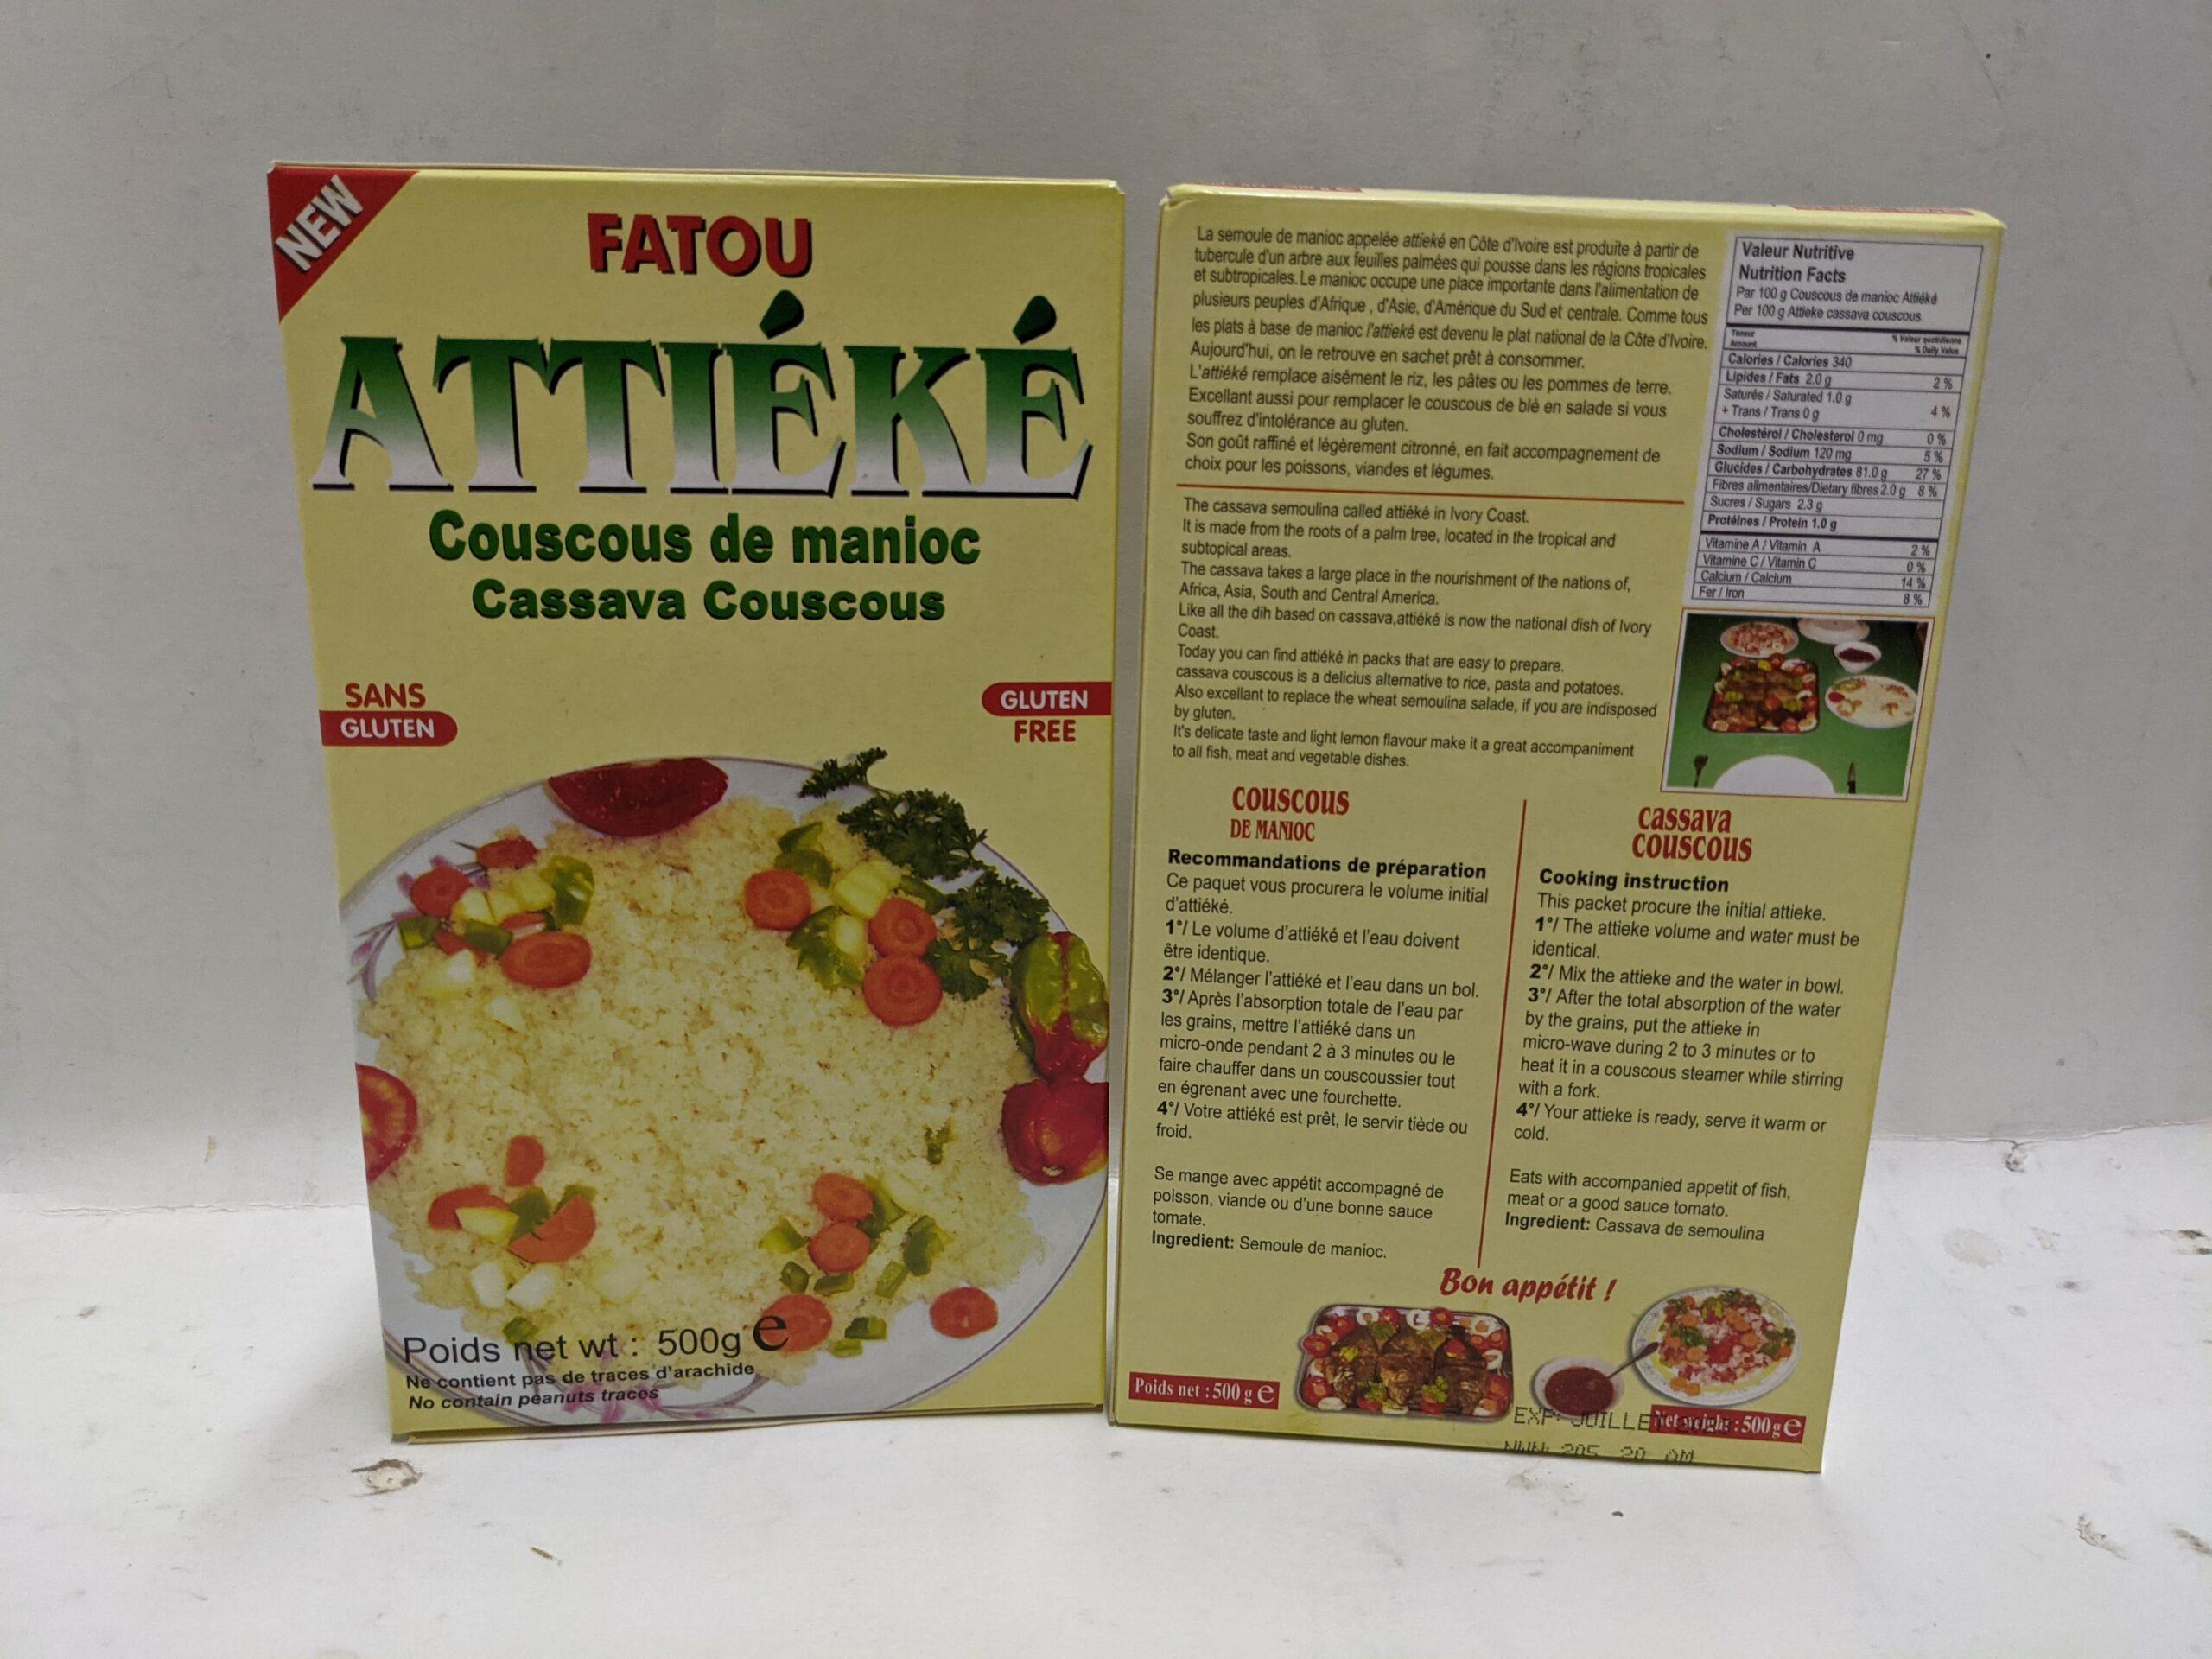 NEW
FATOU
ATTIÉKÉ
Couscous de manioc
Cassava Couscous
SANS
GLUTEN
GLUTEN
FREE
Poids net wt : 500g e
Ne contient pas de traces d'arachide
No contain peanuts traces
La semoule de manioc appelée attieké en Côte d'Ivoire est produite à partir de
tubercule d'un arbre aux feuilles palmées qui pousse dans les régions tropicales
et subtropicales. Le manioc occupe une place importante dans l'alimentation de
plusieurs peuples d'Afrique , d'Asie, d'Amérique du Sud et centrale. Comme tous
les plats à base de manioc l'attieké est devenu le plat national de la Côte d'Ivoire.
Aujourd'hui, on le retrouve en sachet prêt à consommer.
L'attiéké remplace aisément le riz, les pâtes ou les pommes de terre.
Excellant aussi pour remplacer le couscous de blé en salade si vous
souffrez d'intolérance au gluten.
Son goût raffiné et légèrement citronné, en fait accompagnement de
choix pour les poissons, viandes et légumes.
The cassava semoulina called attiéké in Ivory Coast.
It is made from the roots of a palm tree, located in the tropical and
subtopical areas.
The cassava takes a large place in the nourishment of the nations of,
Africa, Asia, South and Central America.
Like all the dih based on cassava,attiéké is now the national dish of Ivory
Coast.
Today you can find attiéké in packs that are easy to prepare.
cassava couscous is a delicius alternative to rice, pasta and potatoes.
Also excellant to replace the wheat semoulina salade, if you are indisposed
by gluten.
It's delicate taste and light lemon flavour make it a great accompaniment
to all fish, meat and vegetable dishes.
Valeur Nutritive
Nutrition Facts
Par 100 g Couscous de manioc Attiéké
Per 100 g Attieke cassava couscous
Teneur % Valeur quotidienne
Amount % Daily Value
Calories / Calories 340
Lipides / Fats 2.0 g 2 %
Saturés / Saturated 1.0 g
+ Trans / Trans 0 g 4 %
Cholestérol / Cholesterol 0 mg 0 %
Sodium / Sodium 120 mg 5 %
Glucides / Carbohydrates 81.0 g 27 %
Fibres alimentaires/Dietary fibres 2.0 g 8 %
Sucres / Sugars 2.3 g
Protéines / Protein 1.0 g
Vitamine A / Vitamin A 2 %
Vitamine C / Vitamin C 0 %
Calcium / Calcium 14 %
Fer / Iron 8 %
COUSCOUS
DE MANIOC
Recommandations de préparation
Ce paquet vous procurera le volume initial
d'attiéké.
1°/ Le volume d'attiéké et l'eau doivent
être identique.
2°/ Mélanger l'attiéké et l'eau dans un bol.
3°/ Après l'absorption totale de l'eau par
les grains, mettre l'attiéké dans un
micro-onde pendant 2 à 3 minutes ou le
faire chauffer dans un couscoussier tout
en égrenant avec une fourchette.
4°/ Votre attiéké est prêt, le servir tiède ou
froid.
Se mange avec appétit accompagné de
poisson, viande ou d'une bonne sauce
tomate.
Ingredient: Semoule de manioc.
cassava
couscous
Cooking instruction
This packet procure the initial attieke.
1°/ The attieke volume and water must be
identical.
2°/ Mix the attieke and the water in bowl.
3°/ After the total absorption of the water
by the grains, put the attieke in
micro-wave during 2 to 3 minutes or to
heat it in a couscous steamer while stirring
with a fork.
4°/ Your attieke is ready, serve it warm or
cold.
Eats with accompanied appetit of fish,
meat or a good sauce tomato.
Ingredient: Cassava de semoulina
Bon appétit !
Poids net : 500 g e
Net weight : 500 g e
EXP: JUILLET
205 20 AM